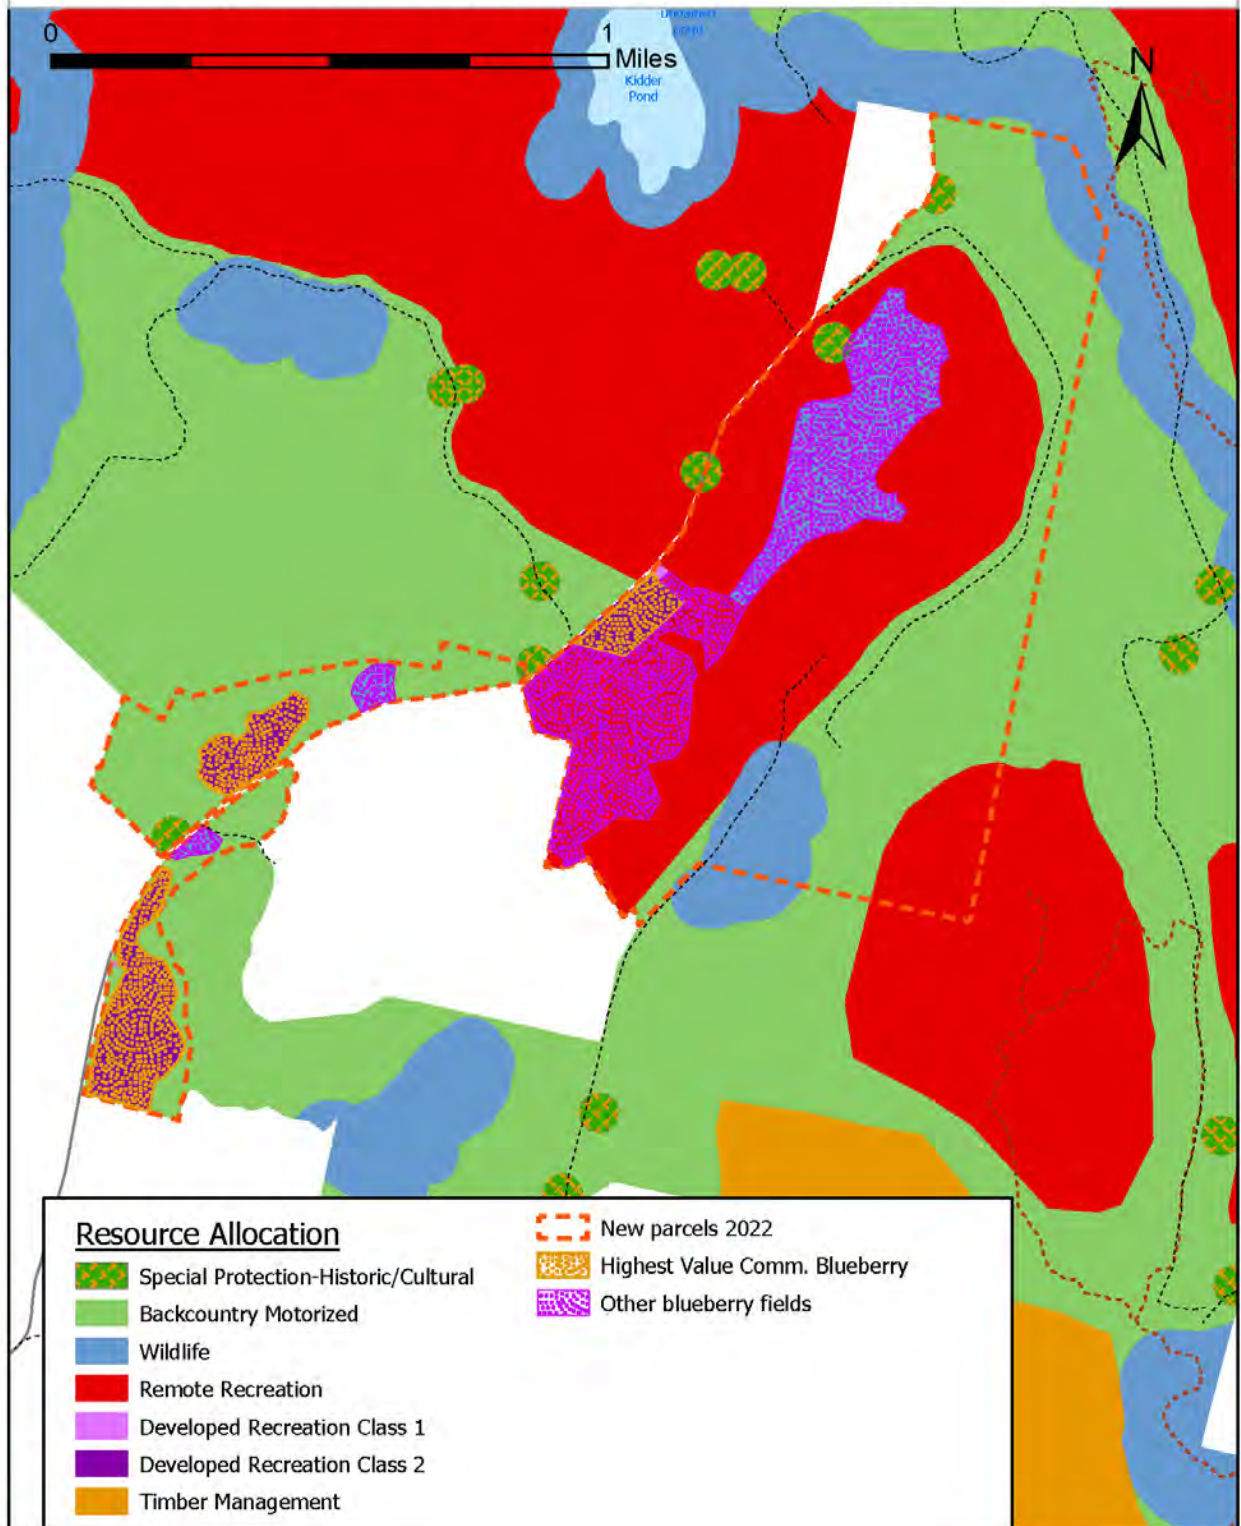 0 1
Miles
Kidder
Pond
N
Resource Allocation
Special Protection-Historic/Cultural
Backcountry Motorized
Wildlife
Remote Recreation
Developed Recreation Class 1
Developed Recreation Class 2
Timber Management
New parcels 2022
Highest Value Comm. Blueberry
Other blueberry fields